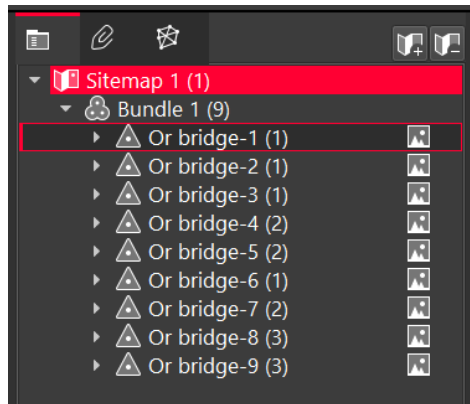 Sitemap 1 (1)
Bundle 1 (9)
Or bridge-1 (1)
Or bridge-2 (1)
Or bridge-3 (1)
Or bridge-4 (2)
Or bridge-5 (2)
Or bridge-6 (1)
Or bridge-7 (2)
Or bridge-8 (3)
Or bridge-9 (3)